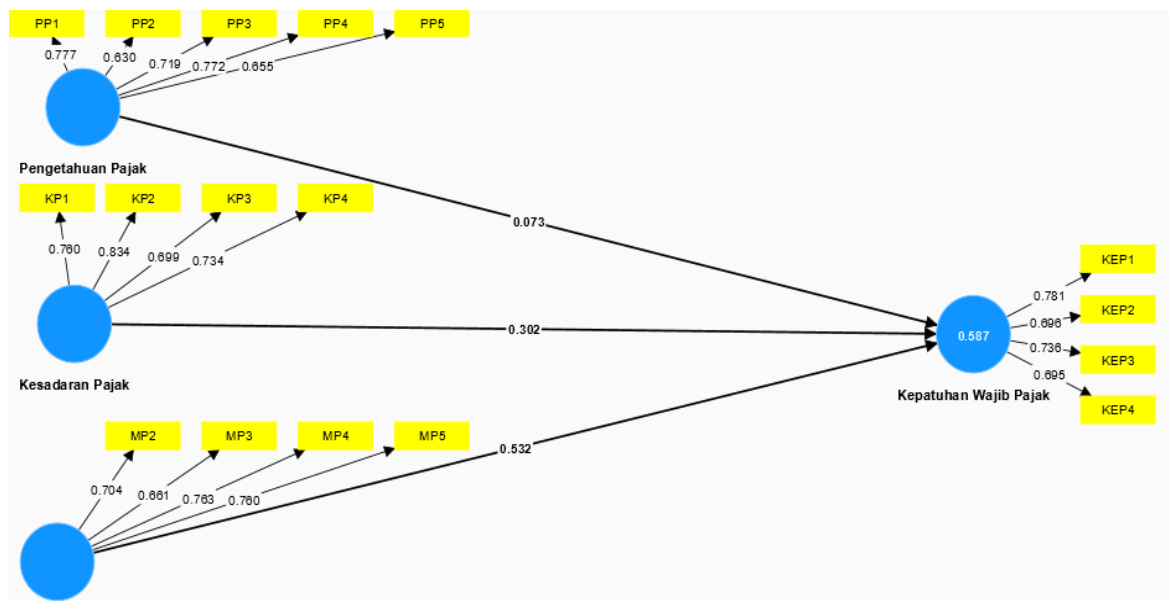 PP1 PP2 PP3 PP4 PP5
0.777 0.630 0.719 0.772 0.655
Pengetahuan Pajak
KP1 KP2 KP3 KP4
0.760 0.834 0.699 0.734
Kesadaran Pajak
MP2 MP3 MP4 MP5
0.704 0.661 0.763 0.760
0.073
0.302
0.532
0.587
Kepatuhan Wajib Pajak
0.781 KEP1
0.696 KEP2
0.736 KEP3
0.695 KEP4